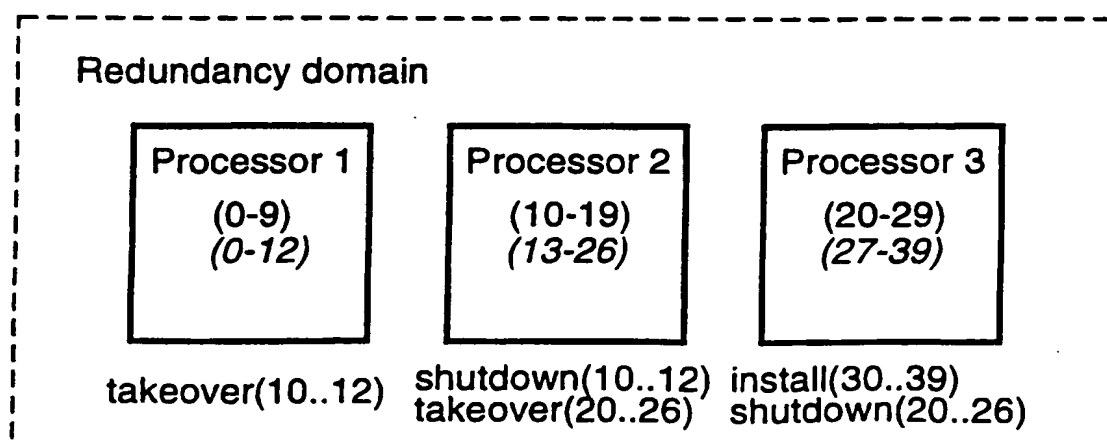 Redundancy domain
Processor 1
(0-9)
(0-12)
Processor 2
(10-19)
(13-26)
Processor 3
(20-29)
(27-39)
takeover(10..12)
shutdown(10..12)
takeover(20..26)
install(30..39)
shutdown(20..26)